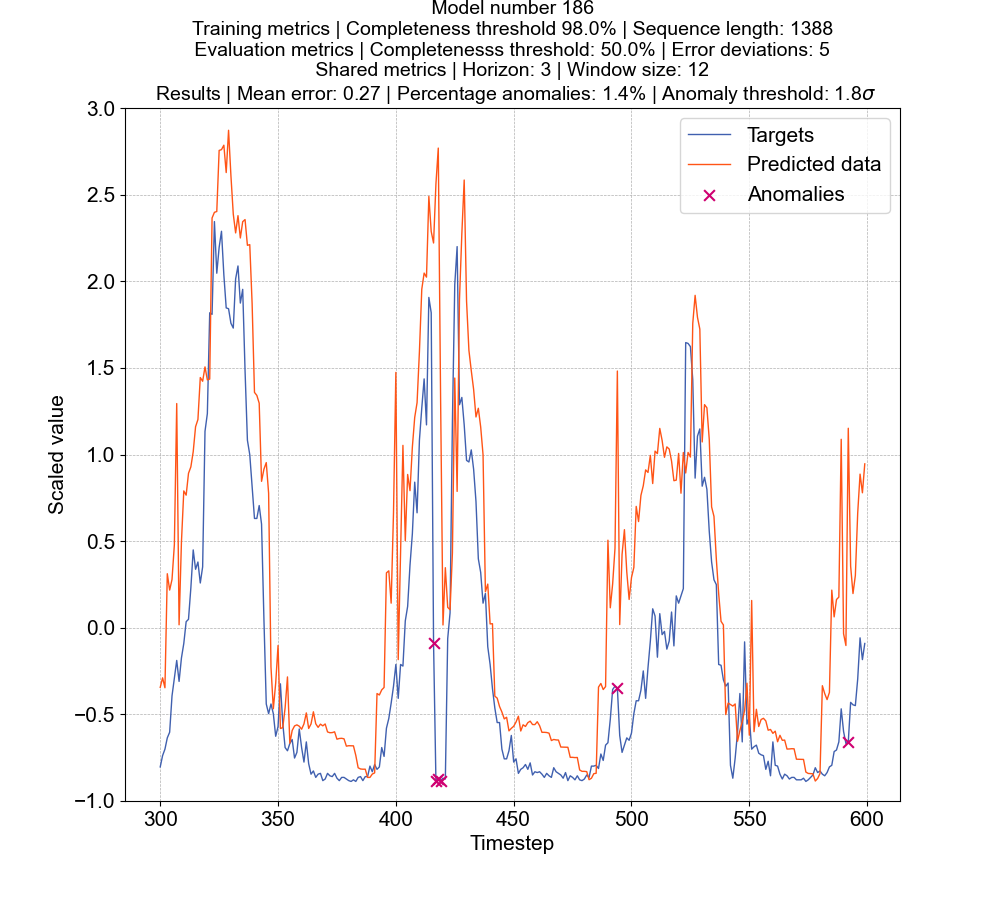 Model number 186
Training metrics | Completeness threshold 98.0% | Sequence length: 1388
Evaluation metrics | Completenesss threshold: 50.0% | Error deviations: 5
Shared metrics | Horizon: 3 | Window size: 12
Results | Mean error: 0.27 | Percentage anomalies: 1.4% | Anomaly threshold: 1.8σ
Targets
Predicted data
Anomalies
Scaled value
3.0
2.5
2.0
1.5
1.0
0.5
0.0
−0.5
−1.0
300 350 400 450 500 550 600
Timestep